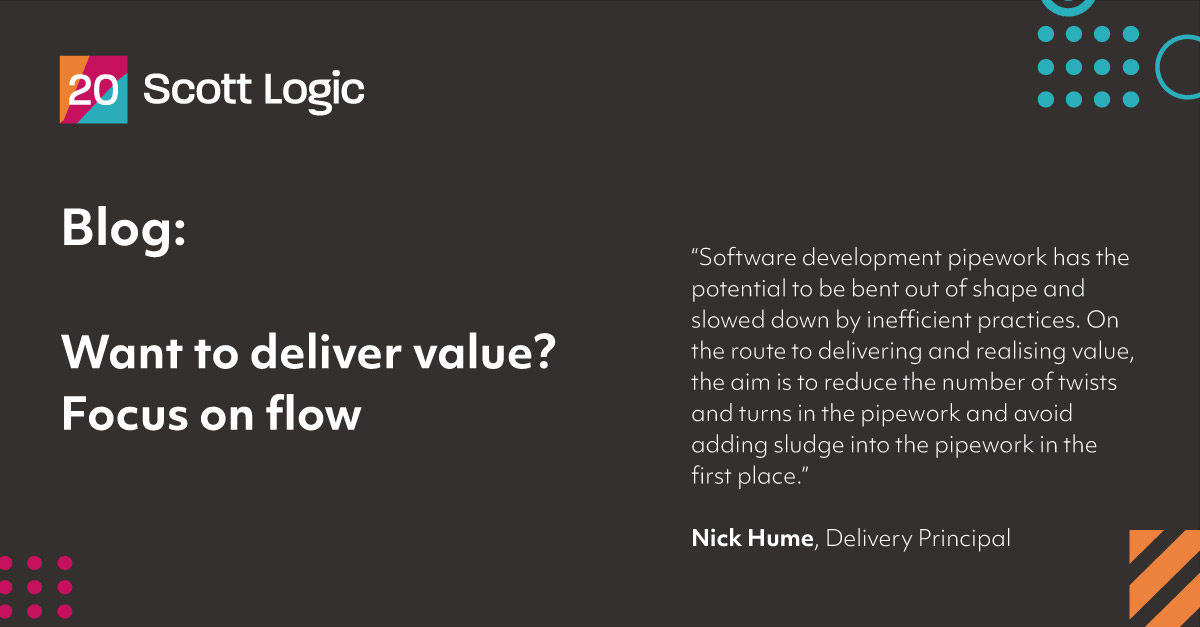 20 Scott Logic
Blog:
Want to deliver value?
Focus on flow
“Software development pipework has the
potential to be bent out of shape and
slowed down by inefficient practices. On
the route to delivering and realising value,
the aim is to reduce the number of twists
and turns in the pipework and avoid
adding sludge into the pipework in the
first place.”
Nick Hume, Delivery Principal